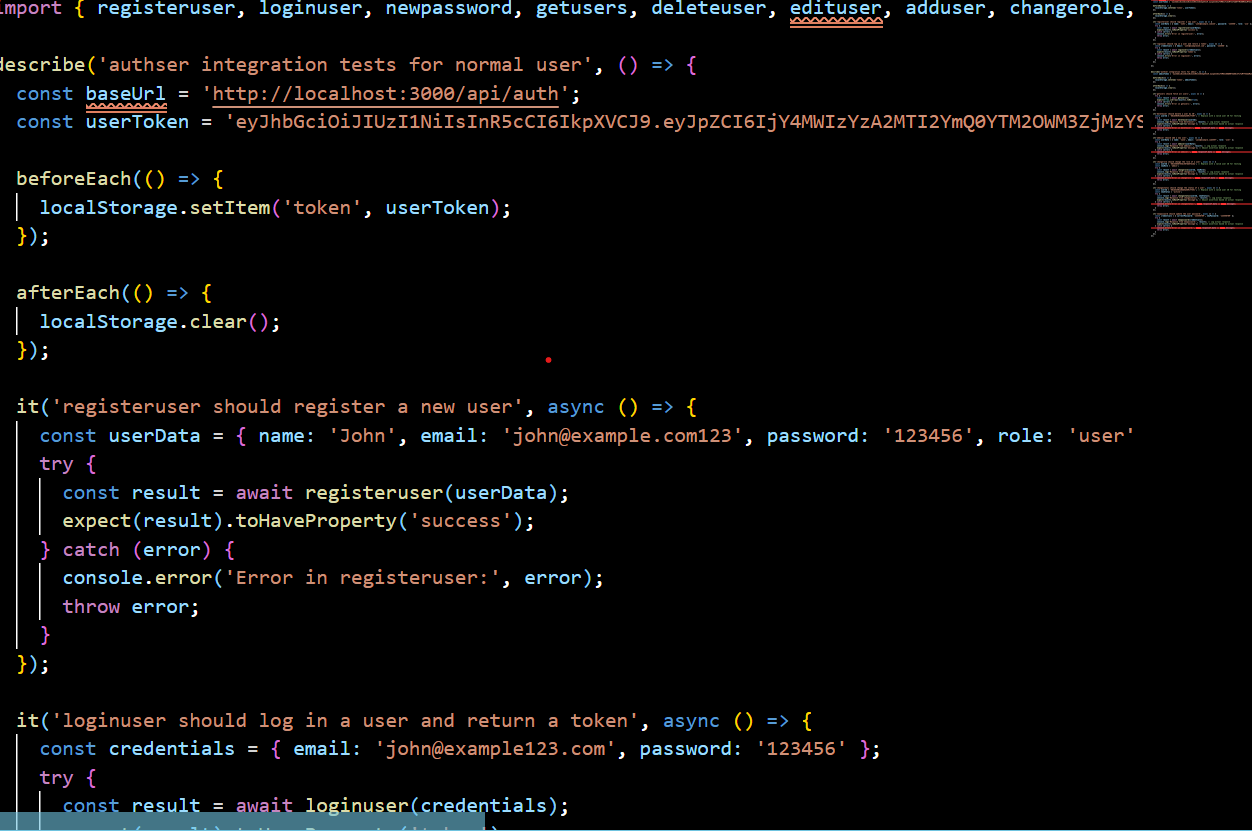 import { registeruser, loginuser, newpassword, getusers, deleteuser, edituser, adduser, changerole,
describe('authser integration tests for normal user', () => {
const baseUrl = 'http://localhost:3000/api/auth';
const userToken = 'eyJhbGciOiJIUzI1NiIsInR5cCI6IkpXVCJ9.eyJpZCI6IjY4MWIzYzA2MTI2YmQ0YTM2OWM3ZjMzYS
beforeEach(() => {
localStorage.setItem('token', userToken);
});
afterEach(() => {
localStorage.clear();
});
it('registeruser should register a new user', async () => {
const userData = { name: 'John', email: 'john@example.com123', password: '123456', role: 'user'
try {
const result = await registeruser(userData);
expect(result).toHaveProperty('success');
} catch (error) {
console.error('Error in registeruser:', error);
throw error;
}
});
it('loginuser should log in a user and return a token', async () => {
const credentials = { email: 'john@example123.com', password: '123456' };
try {
const result = await loginuser(credentials);